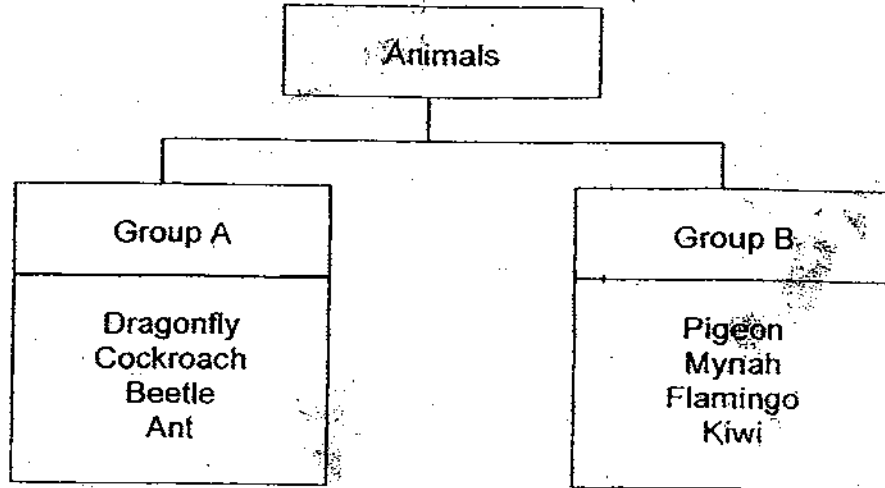 Animals
Group A
Dragonfly
Cockroach
Beetle
Ant
Group B
Pigeon
Mynah
Flamingo
Kiwi